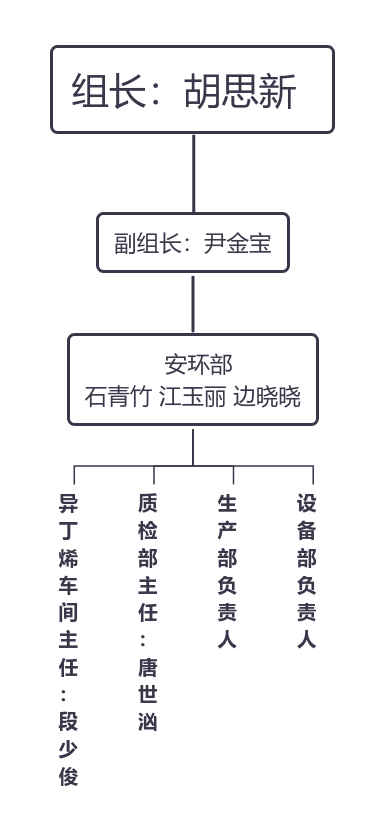 组长：胡思新
副组长：尹金宝
安环部
石青竹 江玉丽 边晓晓
异丁烯车间主任：段少俊
质检部主任：唐世汹
生产部负责人
设备部负责人